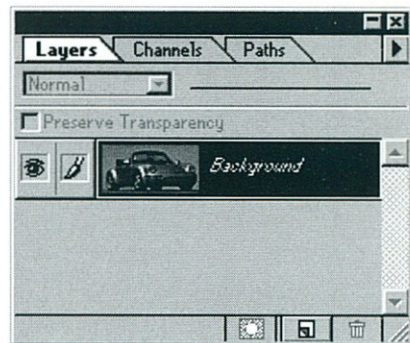 Layers Channels Paths
Normal
Preserve Transparency
Background